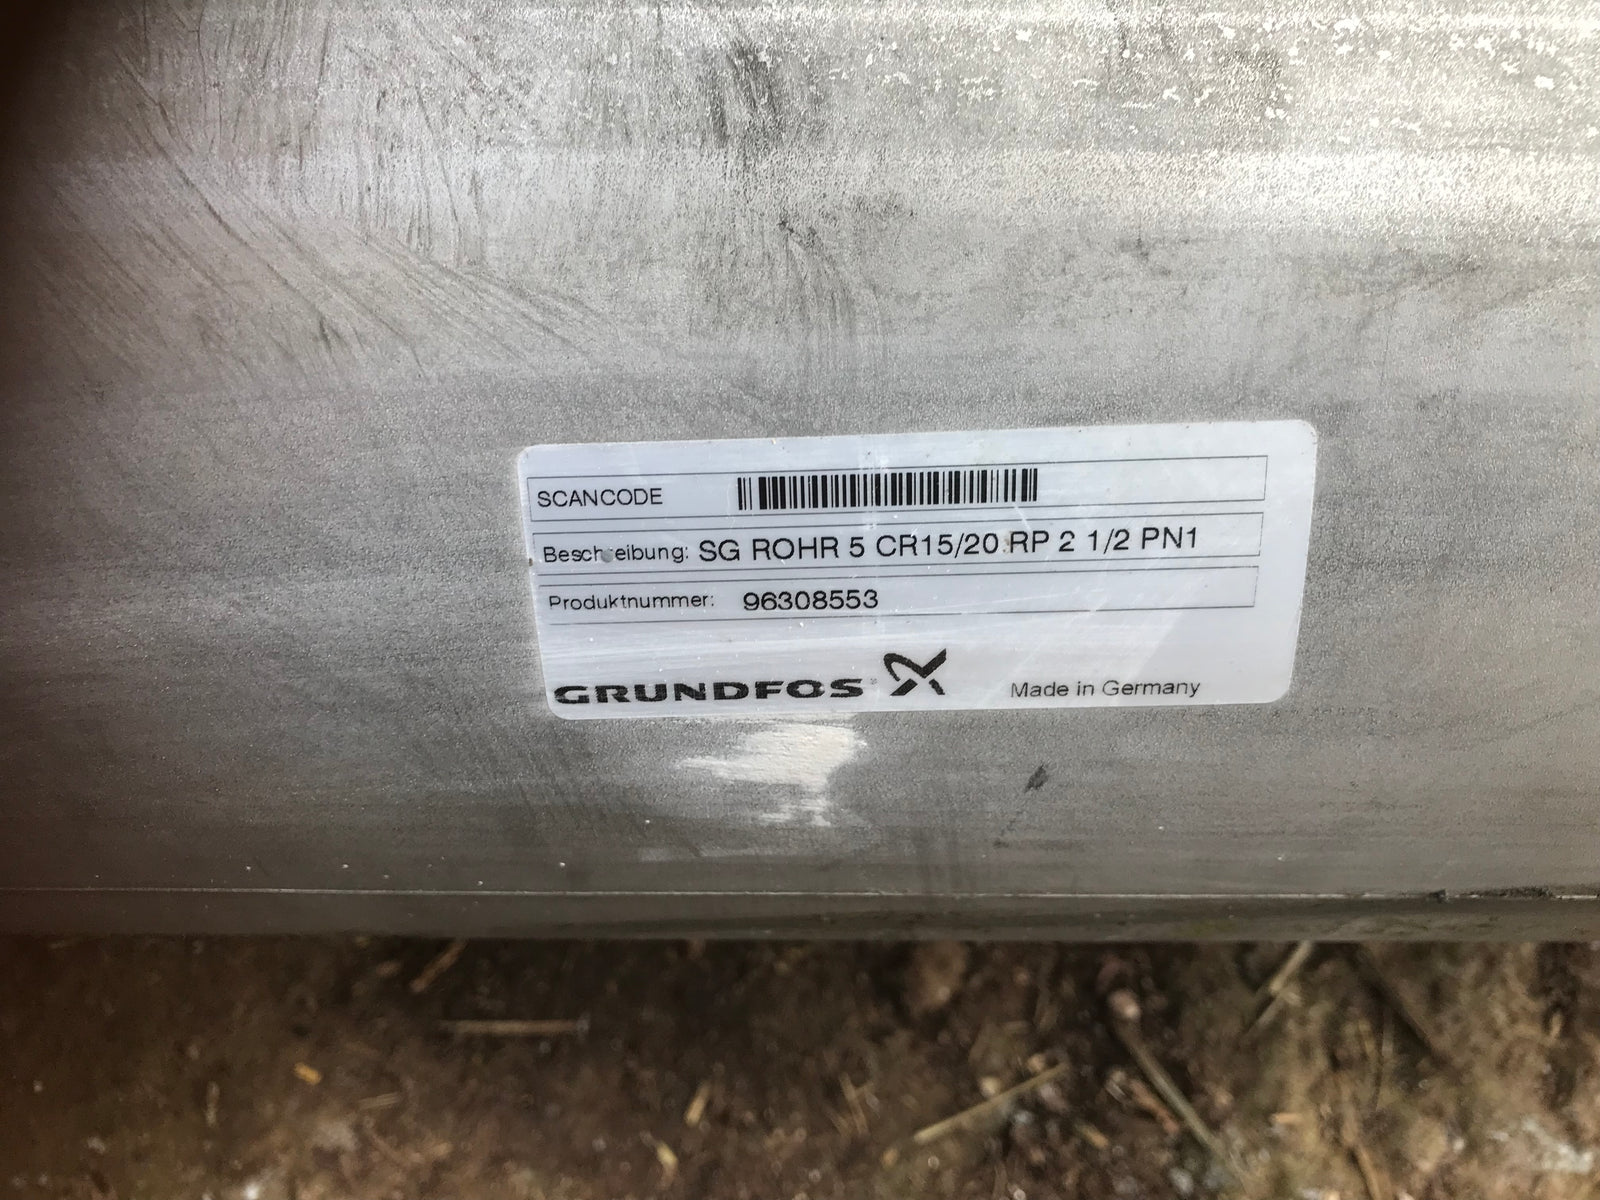 SCANCODE
Beschreibung: SG ROHR 5 CR15/20 RP 2 1/2 PN1
Produktnummer: 96308553
GRUNDFOS®
Made in Germany